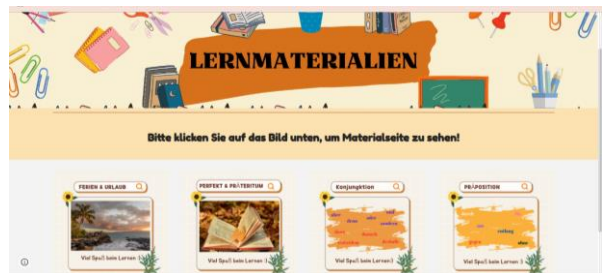 LERNMATERIALIEN
Bitte klicken Sie auf das Bild unten, um Materialseite zu sehen!
FERIEN & URLAUB
PERFEKT & PRÄTERITUM
Konjungktion
PRÄPOSITION
Viel Spaß beim Lernen :)
Viel Spaß beim Lernen :)
Viel Spaß beim Lernen :)
Viel Spaß beim Lernen :)